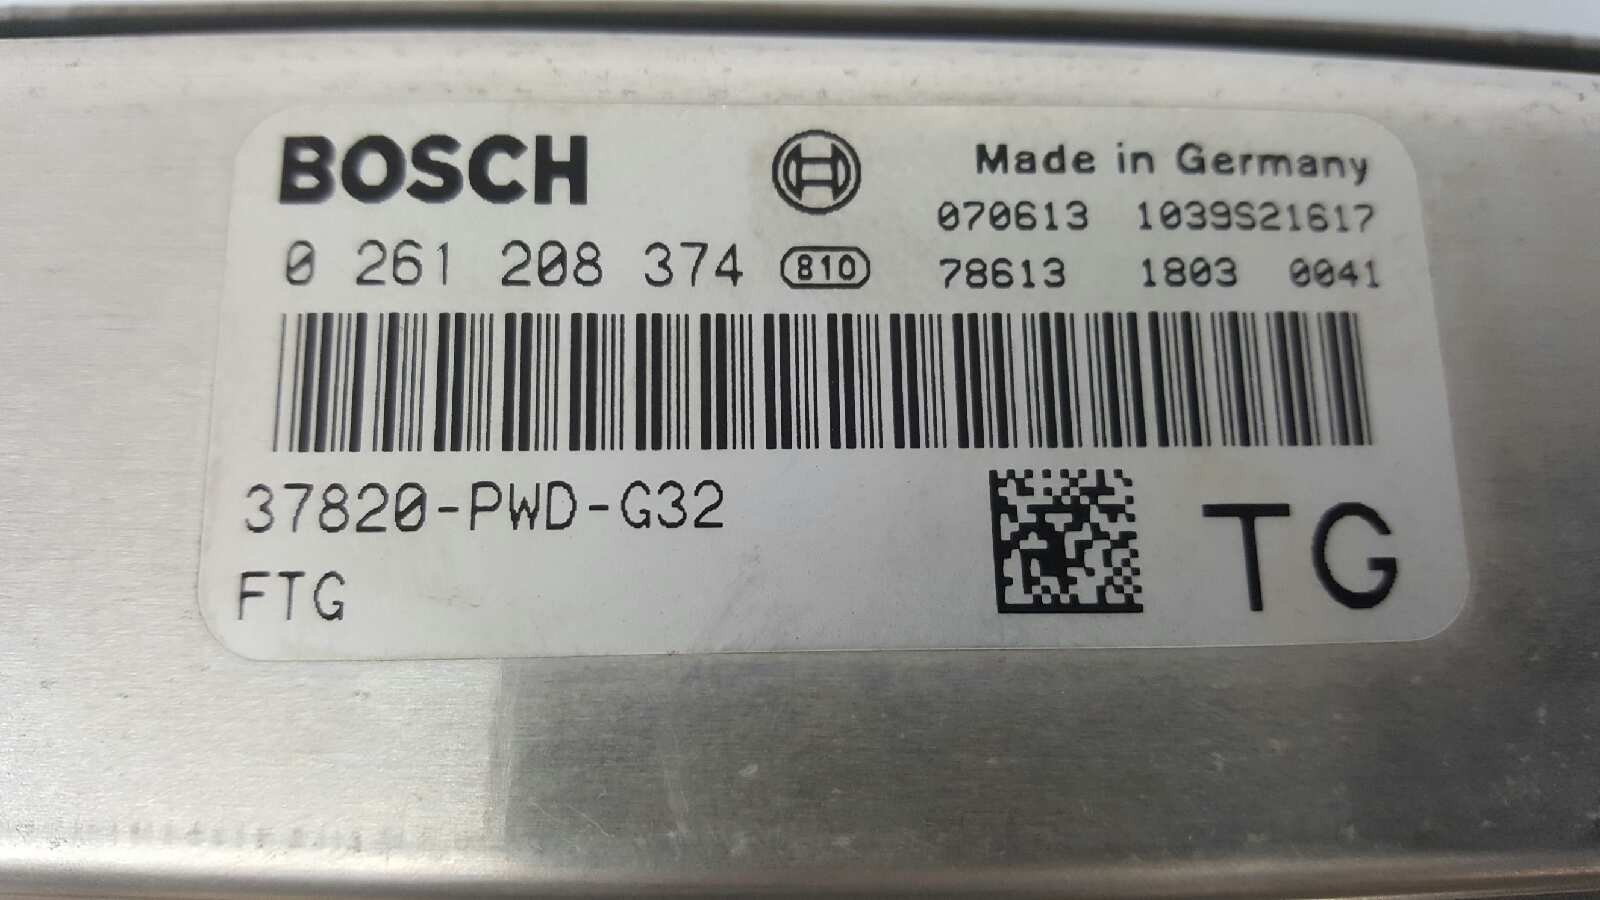 BOSCH
Made in Germany
070613 1039S21617
0 261 208 374 810
78613 1803 0041
37820-PWD-G32
FTG
TG